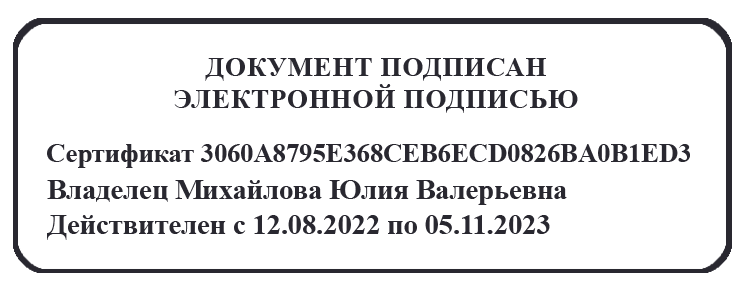 ДОКУМЕНТ ПОДПИСАН
ЭЛЕКТРОННОЙ ПОДПИСЬЮ
Сертификат 3060A8795E368CEB6ECD0826BA0B1ED3
Владелец Михайлова Юлия Валерьевна
Действителен с 12.08.2022 по 05.11.2023